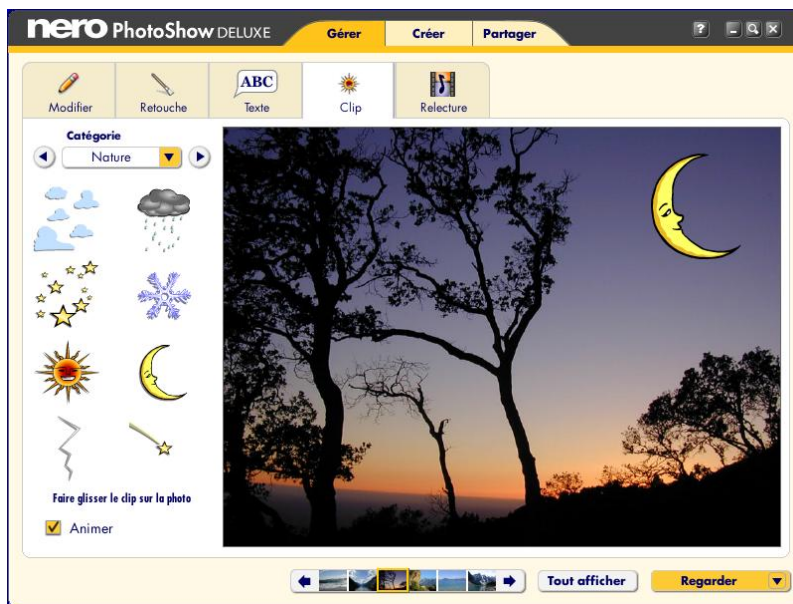 nero PhotoShow DELUXE
Gérer
Créer
Partager
?
Modifier
Retouche
ABC
Texte
Clip
Relecture
Catégorie
Nature
Faire glisser le clip sur la photo
Animer
Tout afficher
Regarder